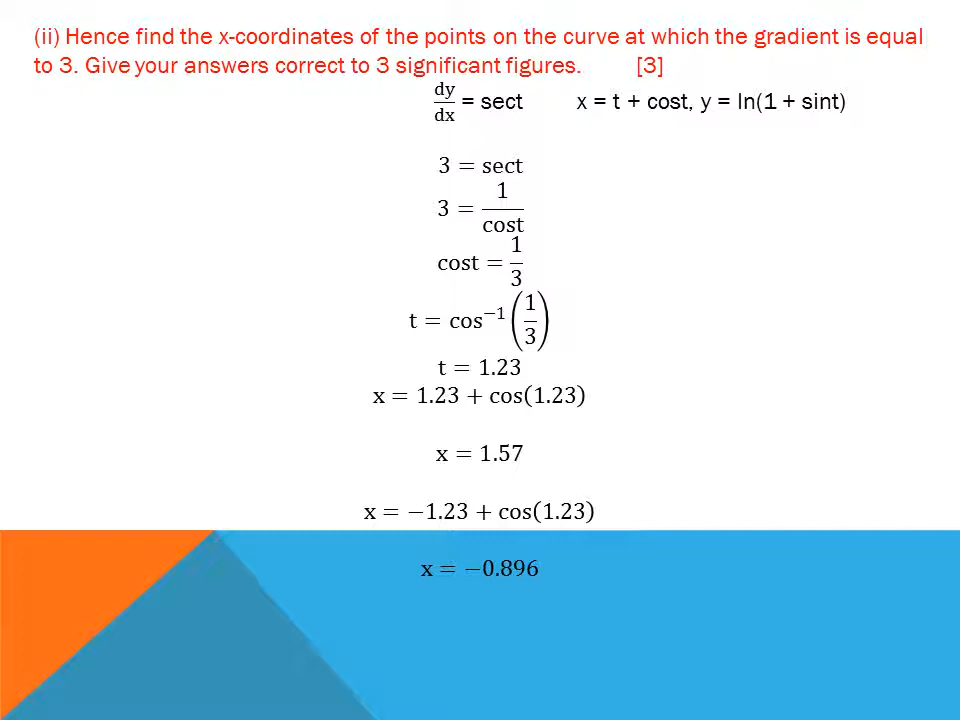 (ii) Hence find the x-coordinates of the points on the curve at which the gradient is equal
to 3. Give your answers correct to 3 significant figures. [3]
dy/dx = sect x = t + cost, y = ln(1 + sint)
3 = sect
3 = 1/cost
cost = 1/3
t = cos⁻¹(1/3)
t = 1.23
x = 1.23 + cos(1.23)
x = 1.57
x = −1.23 + cos(1.23)
x = −0.896